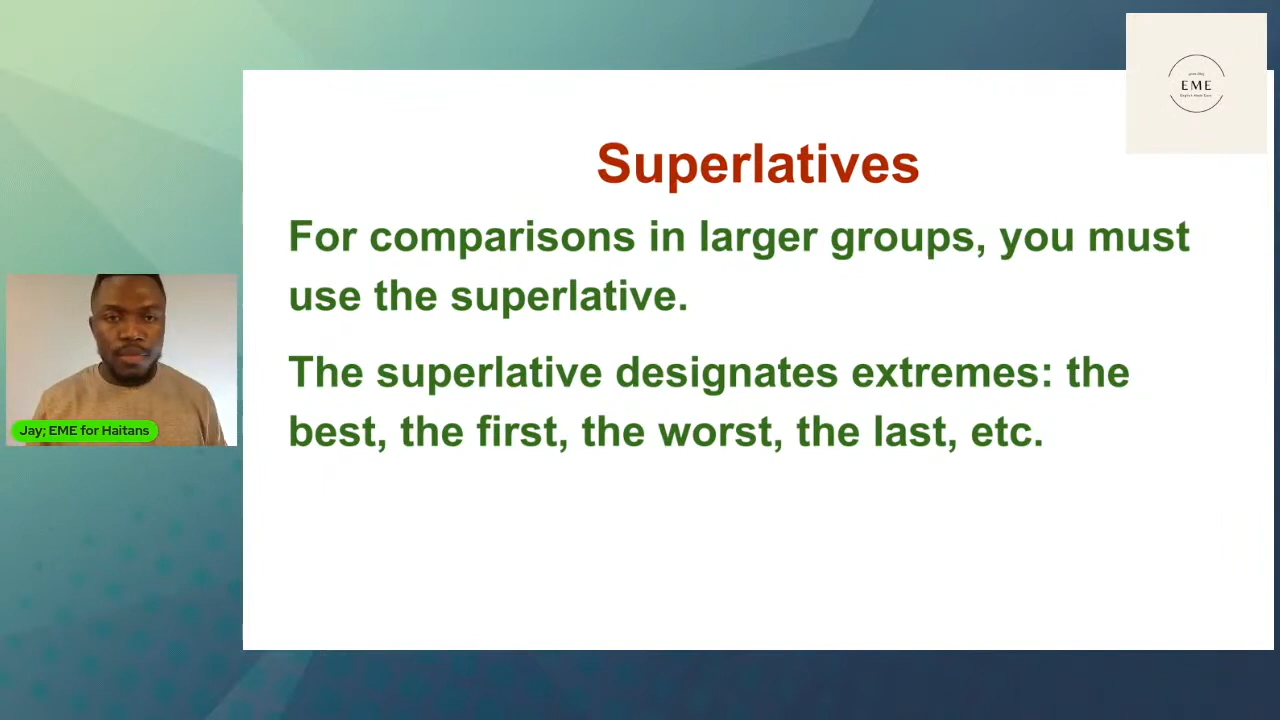 Superlatives
For comparisons in larger groups, you must
use the superlative.
The superlative designates extremes: the
best, the first, the worst, the last, etc.
Jay; EME for Haitans
EME